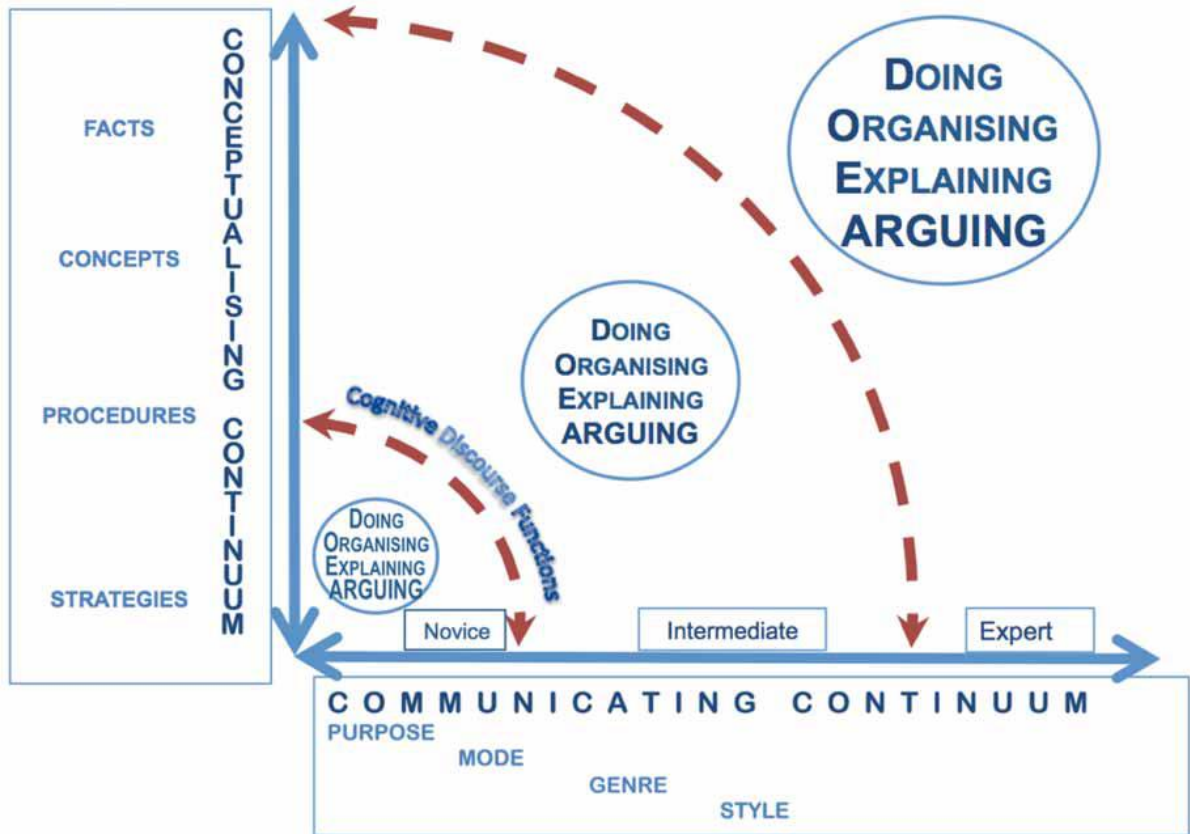 CONCEPTUALISING CONTINUUM
FACTS
CONCEPTS
PROCEDURES
STRATEGIES
DOING
ORGANISING
EXPLAINING
ARGUING
DOING
ORGANISING
EXPLAINING
ARGUING
Cognitive Discourse Functions
DOING
ORGANISING
EXPLAINING
ARGUING
Novice
Intermediate
Expert
COMMUNICATING CONTINUUM
PURPOSE
MODE
GENRE
STYLE